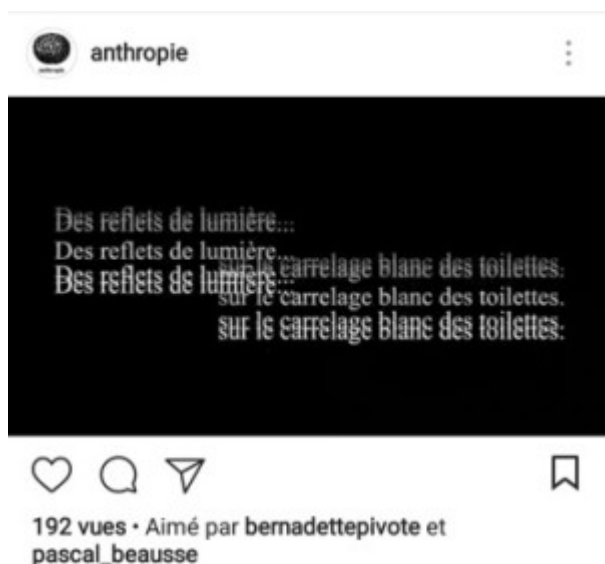 anthropie
Des reflets de lumière...
Des reflets de lumière...
sur le carrelage blanc des toilettes.
Des reflets de lumière...
sur le carrelage blanc des toilettes.
sur le carrelage blanc des toilettes.
192 vues • Aimé par bernadettepivote et
pascal_beausse